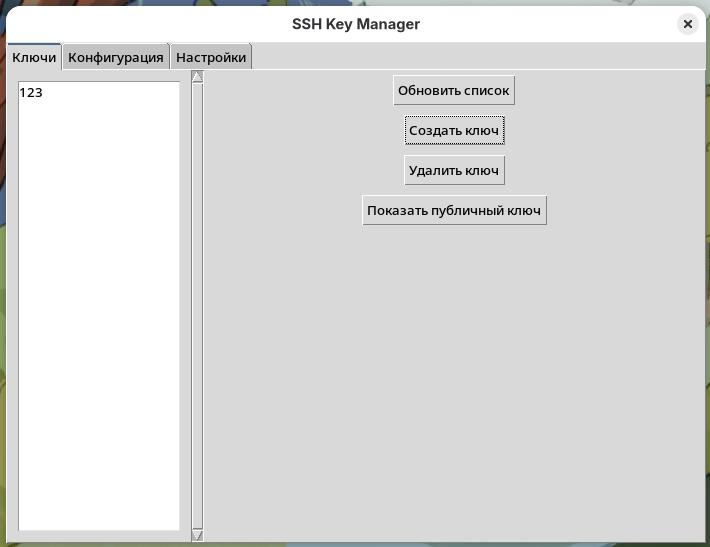 SSH Key Manager
Ключи Конфигурация Настройки
123
Обновить список
Создать ключ
Удалить ключ
Показать публичный ключ